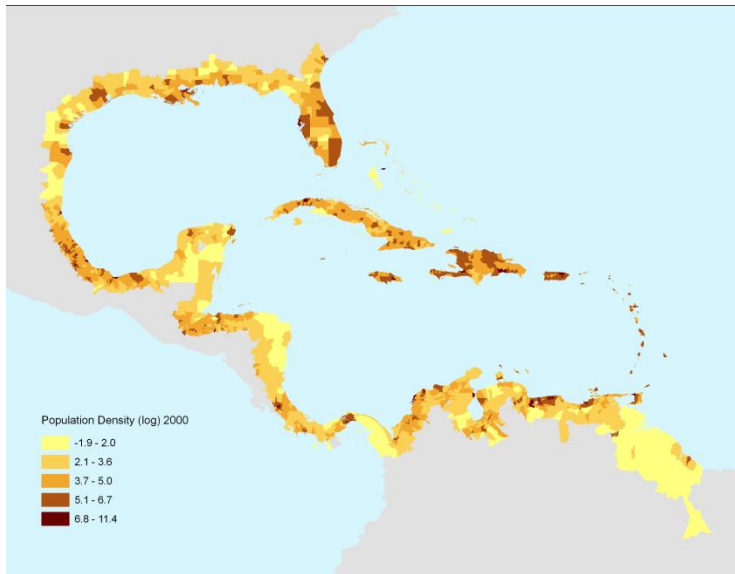 Population Density (log) 2000
-1.9 - 2.0
2.1 - 3.6
3.7 - 5.0
5.1 - 6.7
6.8 - 11.4